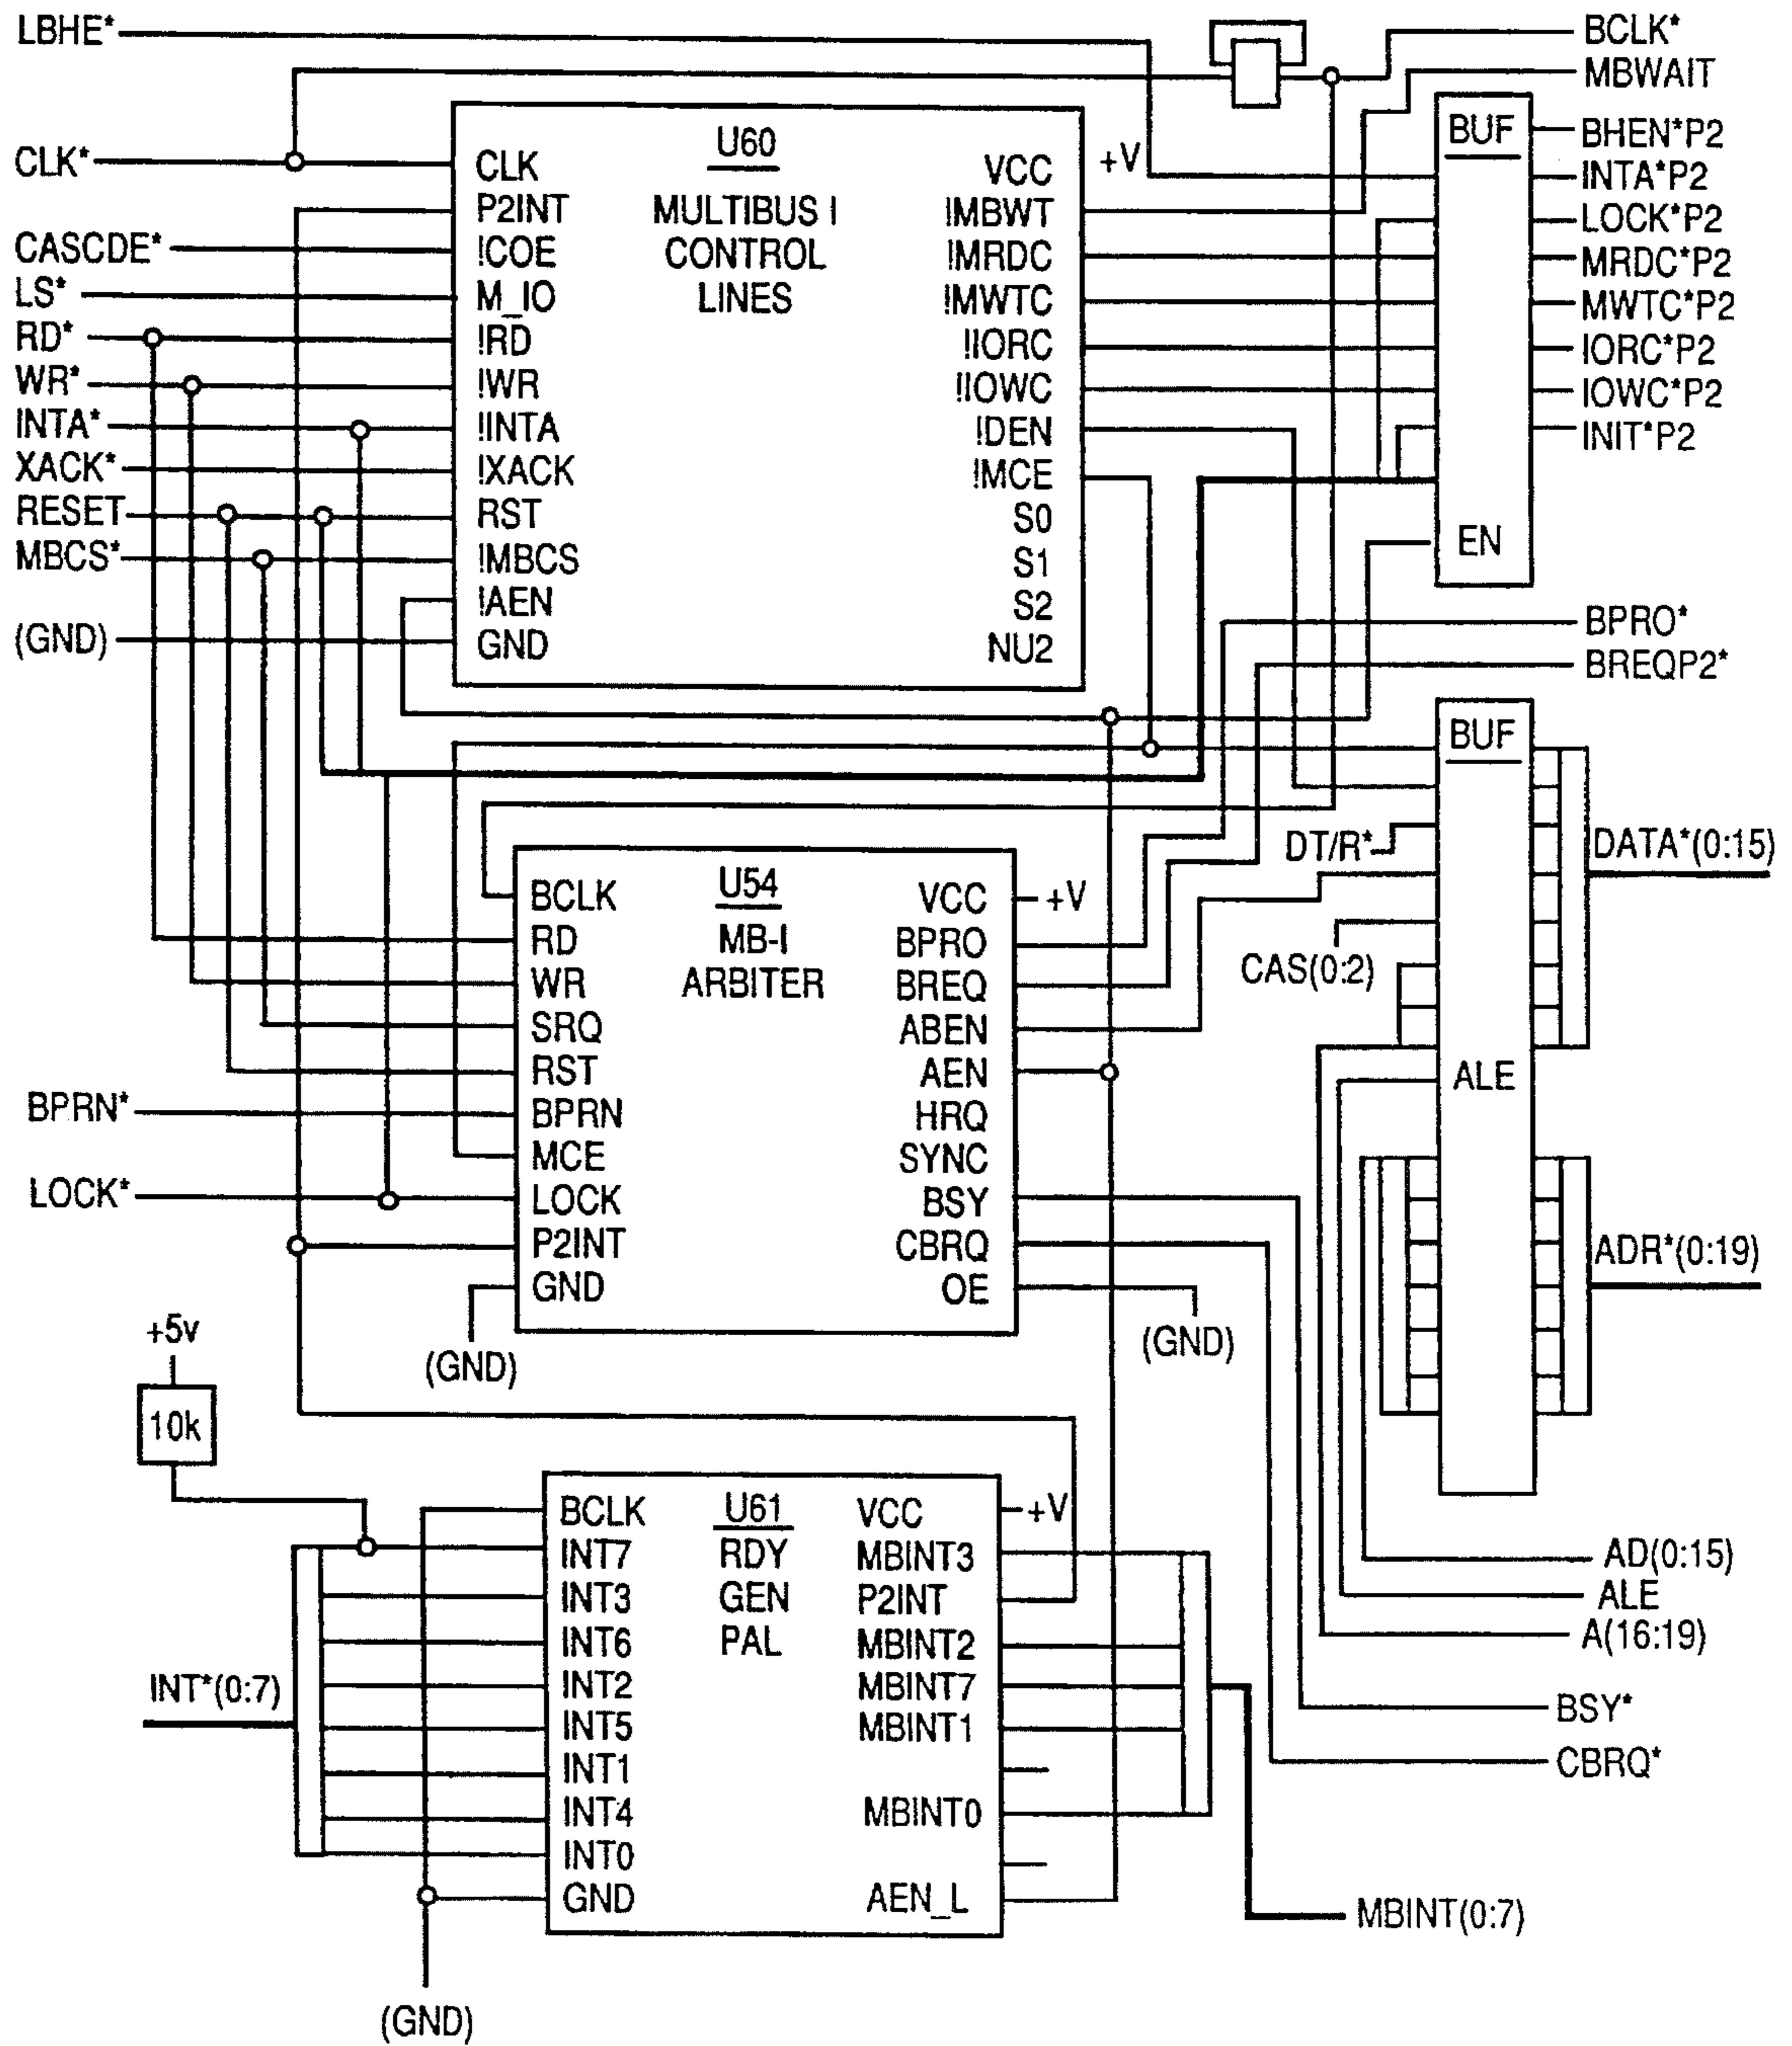 LBHE*
CLK*
CASCDE*
LS*
RD*
WR*
INTA*
XACK*
RESET
MBCS*
(GND)
U60
MULTIBUS I
CONTROL
LINES
CLK
P2INT
!COE
M_IO
!RD
!WR
!INTA
!XACK
RST
!MBCS
!AEN
GND
VCC
!MBWT
!MRDC
!MWTC
!IORC
!IOWC
!DEN
!MCE
S0
S1
S2
NU2
+V
BCLK*
MBWAIT
BUF
EN
BHEN*P2
INTA*P2
LOCK*P2
MRDC*P2
MWTC*P2
IORC*P2
IOWC*P2
INIT*P2
BPRO*
BREQP2*
BUF
ALE
DT/R*
CAS(0:2)
DATA*(0:15)
ADR*(0:19)
BPRN*
LOCK*
U54
MB-I
ARBITER
BCLK
RD
WR
SRQ
RST
BPRN
MCE
LOCK
P2INT
GND
VCC
BPRO
BREQ
ABEN
AEN
HRQ
SYNC
BSY
CBRQ
OE
+V
(GND)
(GND)
+5v
10k
INT*(0:7)
U61
RDY
GEN
PAL
BCLK
INT7
INT3
INT6
INT2
INT5
INT1
INT4
INT0
GND
VCC
MBINT3
P2INT
MBINT2
MBINT7
MBINT1
MBINT0
AEN_L
+V
AD(0:15)
ALE
A(16:19)
BSY*
CBRQ*
MBINT(0:7)
(GND)